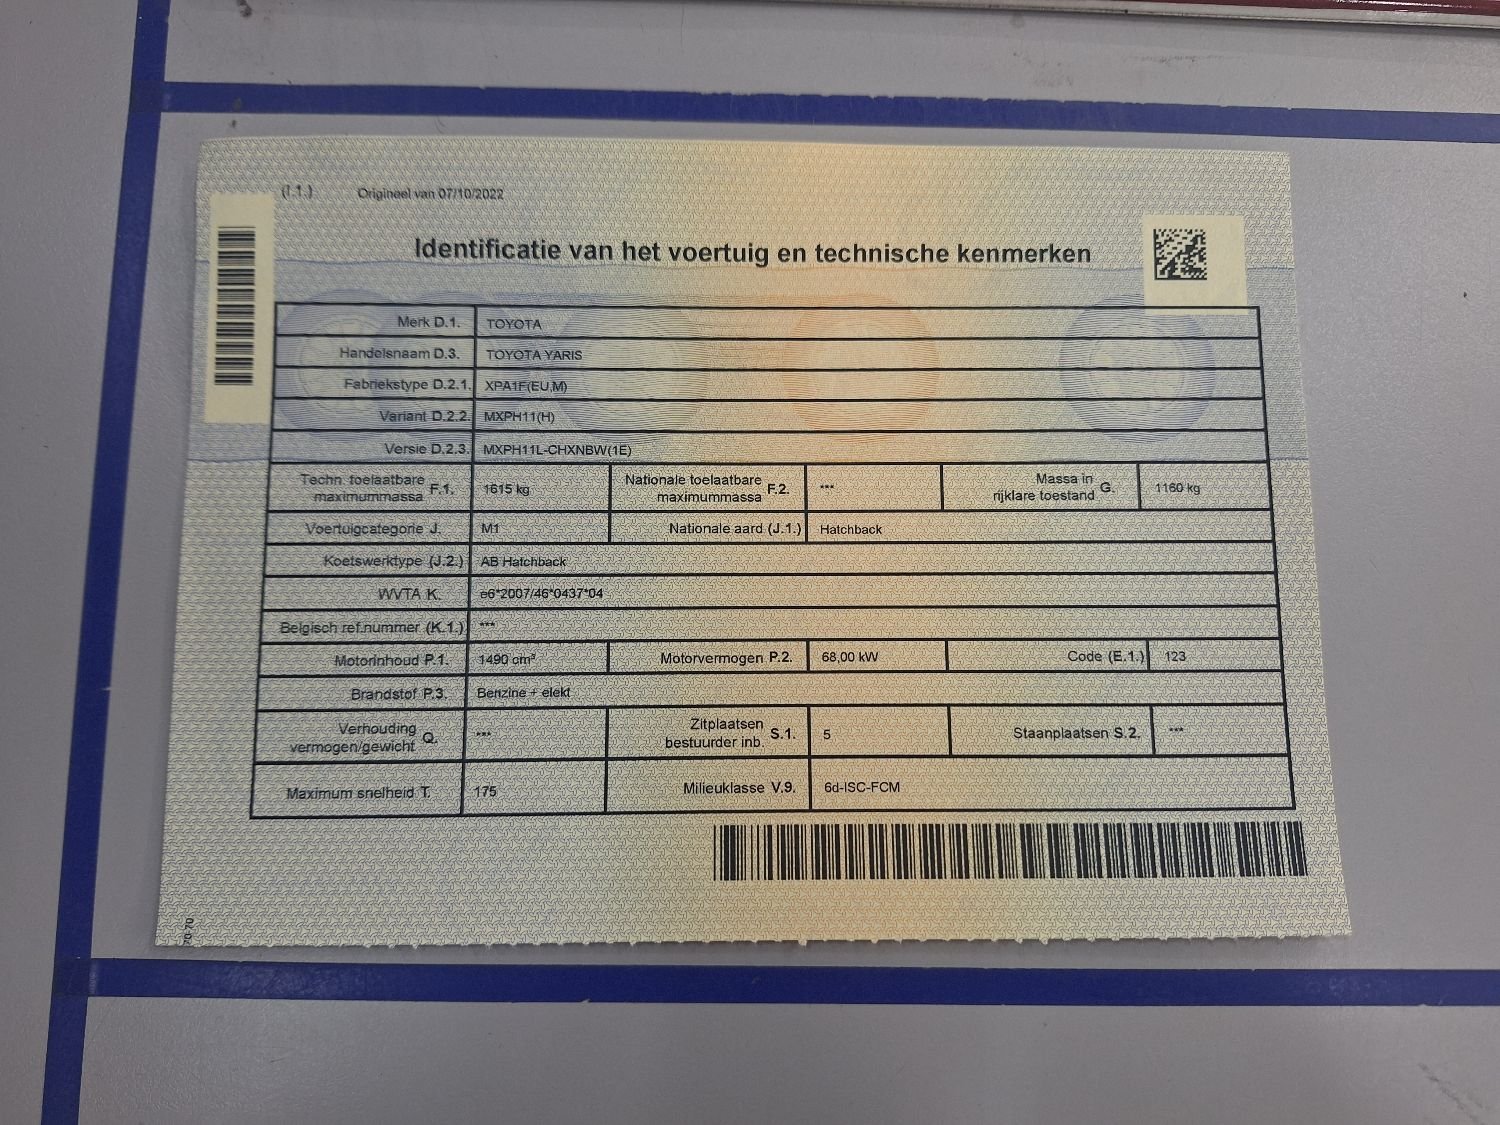 (I.1.) Origineel van 07/10/2022
Identificatie van het voertuig en technische kenmerken
Merk D.1. TOYOTA
Handelsnaam D.3. TOYOTA YARIS
Fabriekstype D.2.1. XPA1F(EU,M)
Variant D.2.2. MXPH11(H)
Versie D.2.3. MXPH11L-CHXNBW(1E)
Techn. toelaatbare maximummassa F.1. 1615 kg Nationale toelaatbare maximummassa F.2. *** Massa in rijklare toestand G. 1160 kg
Voertuigcategorie J. M1 Nationale aard (J.1.) Hatchback
Koetswerktype (J.2.) AB Hatchback
WVTA K. e6*2007/46*0437*04
Belgisch ref.nummer (K.1.) ***
Motorinhoud P.1. 1490 cm³ Motorvermogen P.2. 68,00 kW Code (E.1.) 123
Brandstof P.3. Benzine + elekt
Verhouding vermogen/gewicht Q. *** Zitplaatsen bestuurder inb. S.1. 5 Staanplaatsen S.2. ***
Maximum snelheid T. 175 Milieuklasse V.9. 6d-ISC-FCM
70-70